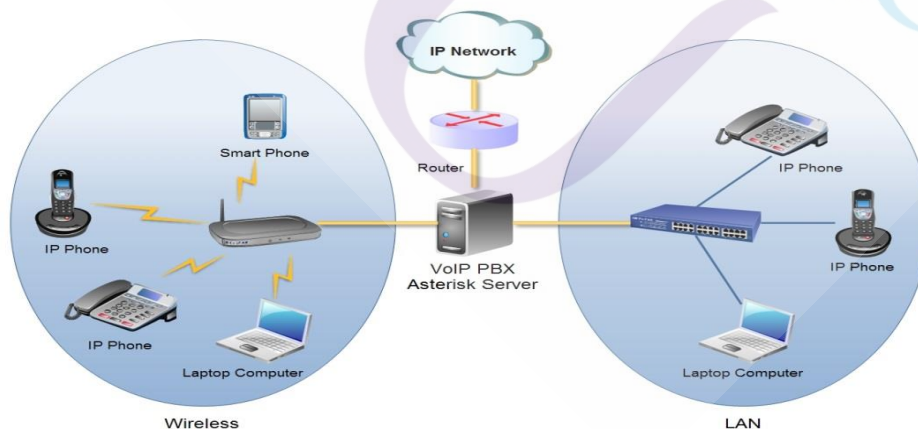 IP Network
Smart Phone
Router
IP Phone
IP Phone
IP Phone
VoIP PBX
Asterisk Server
IP Phone
Laptop Computer
Laptop Computer
Wireless
LAN